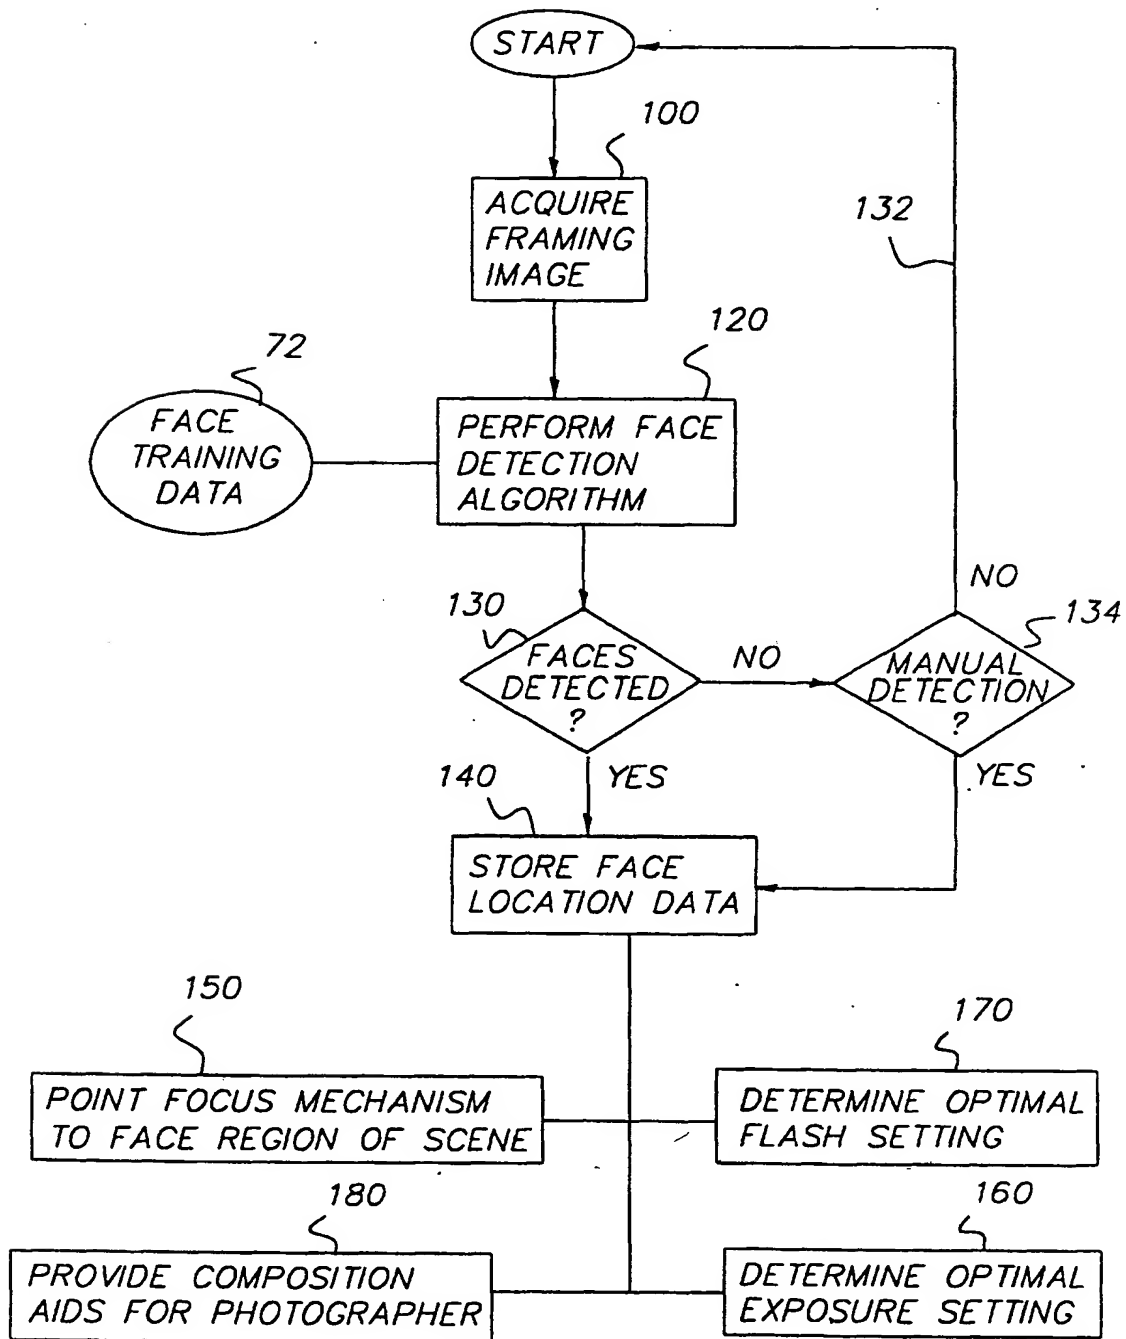 START
100
ACQUIRE
FRAMING
IMAGE
132
120
72
FACE
TRAINING
DATA
PERFORM FACE
DETECTION
ALGORITHM
NO
130
134
FACES
DETECTED
?
NO
MANUAL
DETECTION
?
YES
YES
140
STORE FACE
LOCATION DATA
150
170
POINT FOCUS MECHANISM
TO FACE REGION OF SCENE
DETERMINE OPTIMAL
FLASH SETTING
180
160
PROVIDE COMPOSITION
AIDS FOR PHOTOGRAPHER
DETERMINE OPTIMAL
EXPOSURE SETTING